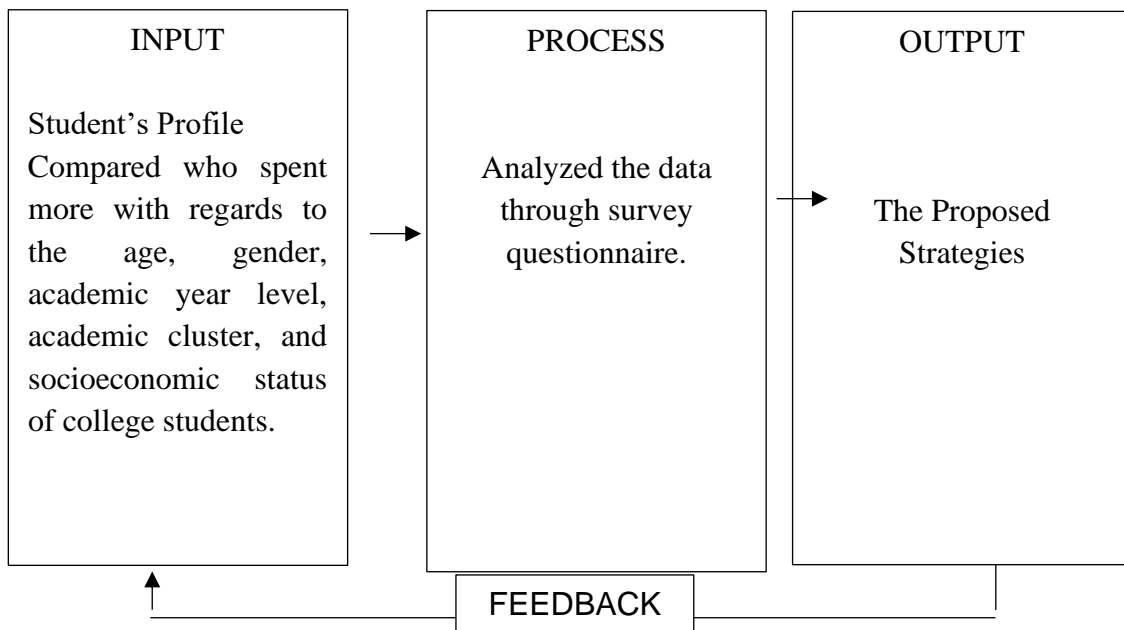 INPUT
Student’s Profile
Compared who spent
more with regards to
the age, gender,
academic year level,
academic cluster, and
socioeconomic status
of college students.
PROCESS
Analyzed the data
through survey
questionnaire.
OUTPUT
The Proposed
Strategies
FEEDBACK